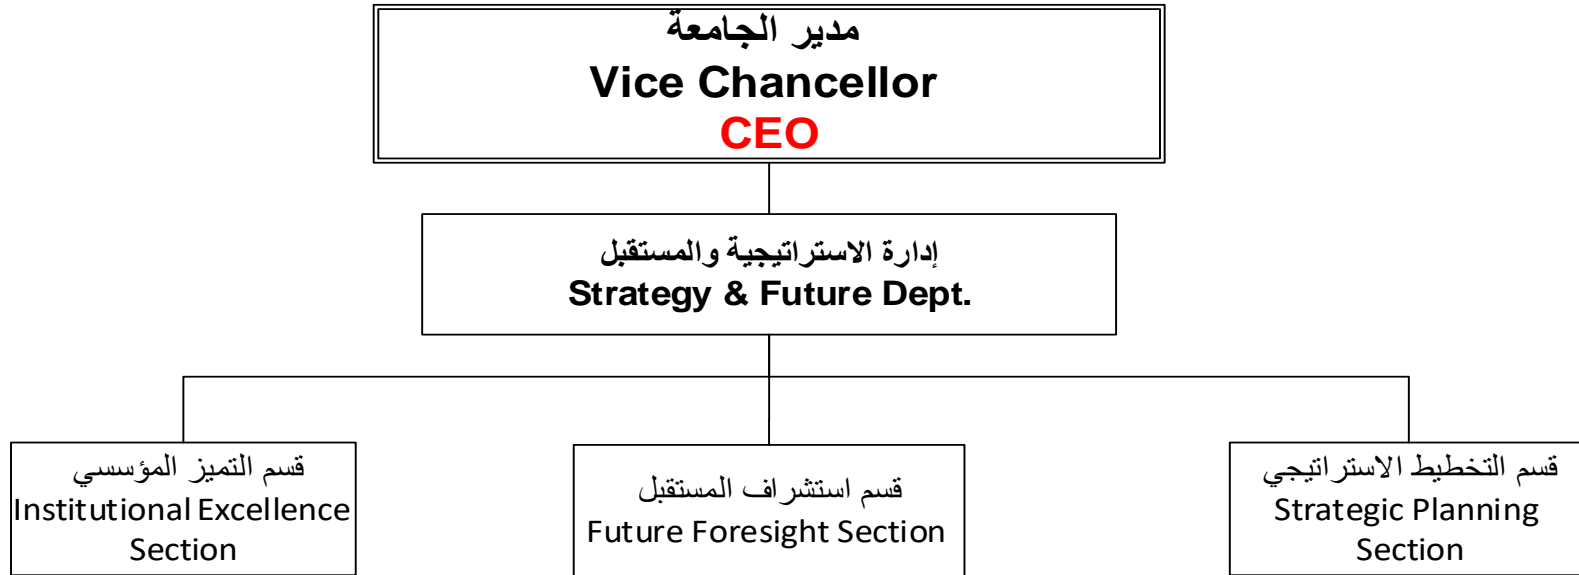 مدير الجامعة
Vice Chancellor
CEO
إدارة الاستراتيجية والمستقبل
Strategy & Future Dept.
قسم التميز المؤسسي
Institutional Excellence
Section
قسم استشراف المستقبل
Future Foresight Section
قسم التخطيط الاستراتيجي
Strategic Planning
Section